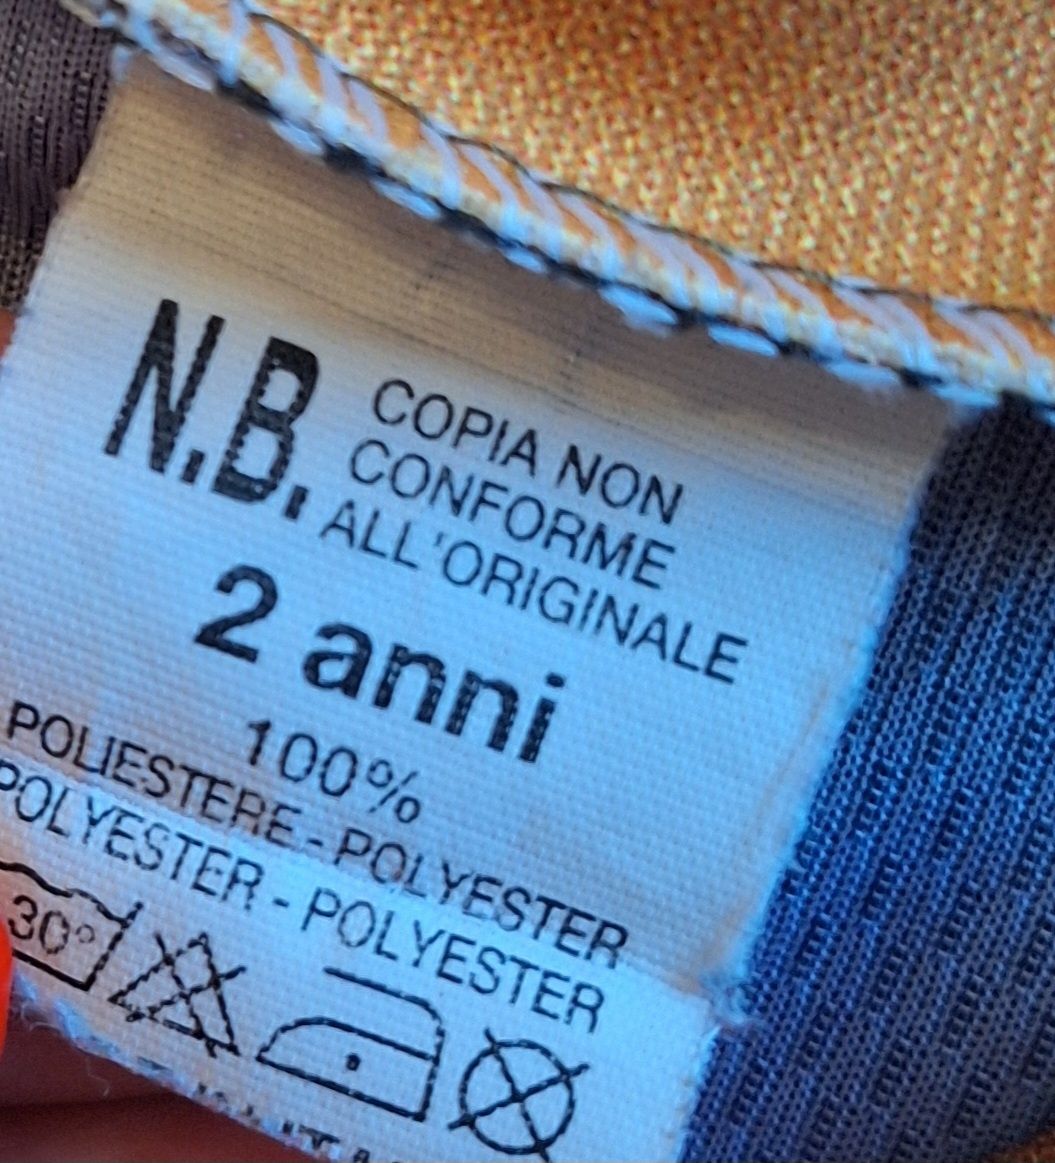 N.B. COPIA NON
CONFORME
ALL'ORIGINALE
2 anni
100%
POLIESTERE - POLYESTER
POLYESTER - POLYESTER
30°